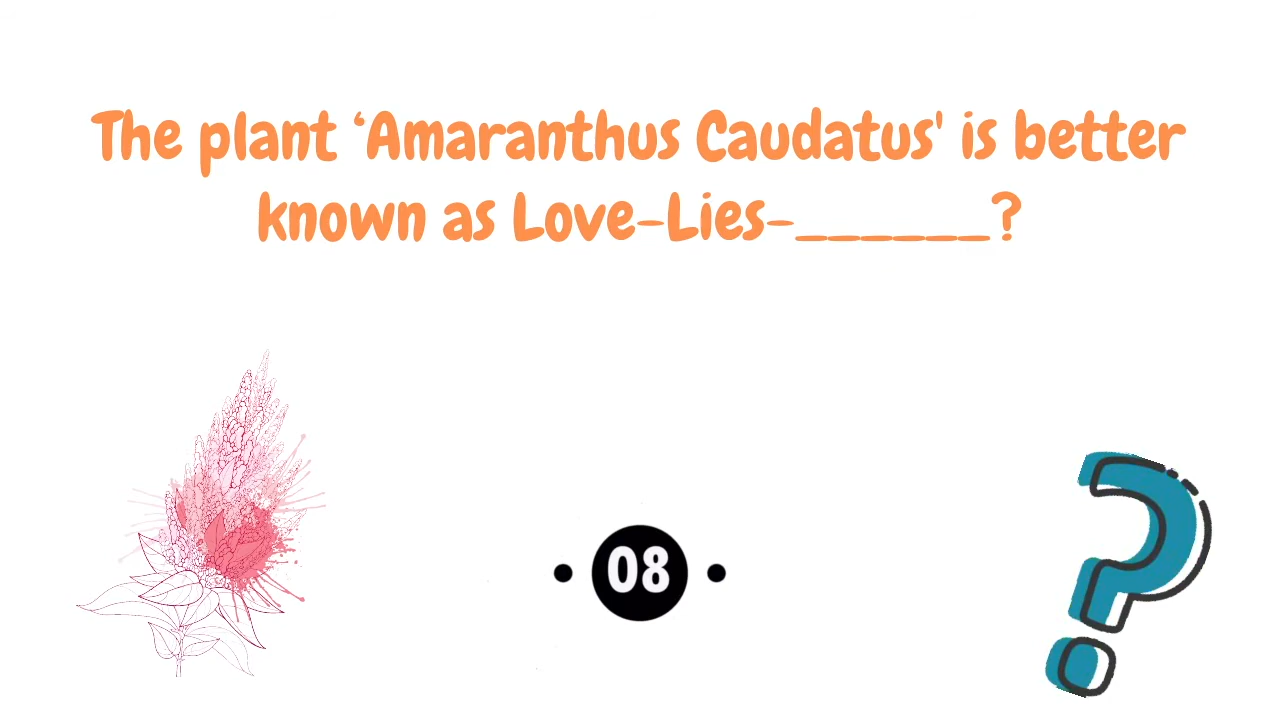 The plant ‘Amaranthus Caudatus' is better
known as Love-Lies-______?
08